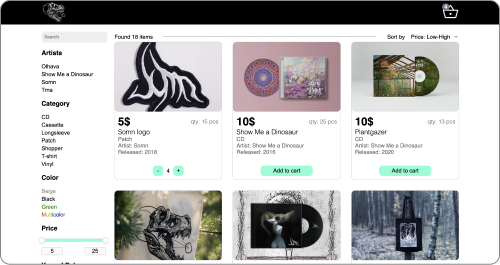 Search
Found 18 items
Sort by Price: Low-High
Artists
Olhava
Show Me a Dinosaur
Somn
Trna
Category
CD
Cassette
Longsleeve
Patch
Shopper
T-shirt
Vinyl
Color
Beige
Black
Green
Multicolor
Price
5 25
5$ qty: 15 pcs
Somn logo
Patch
Artist: Somn
Released: 2018
- 4 +
10$ qty: 25 pcs
Show Me a Dinosaur
CD
Artist: Show Me a Dinosaur
Released: 2016
Add to cart
10$ qty: 13 pcs
Plantgazer
CD
Artist: Show Me a Dinosaur
Released: 2020
Add to cart